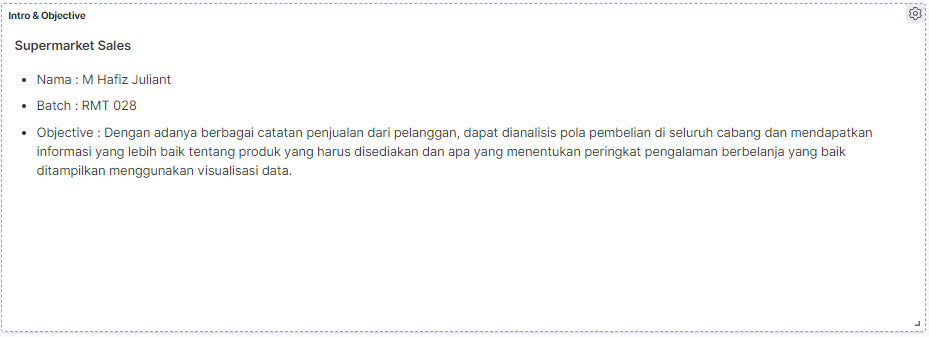 Intro & Objective
Supermarket Sales
• Nama : M Hafiz Juliant
• Batch : RMT 028
• Objective : Dengan adanya berbagai catatan penjualan dari pelanggan, dapat dianalisis pola pembelian di seluruh cabang dan mendapatkan
informasi yang lebih baik tentang produk yang harus disediakan dan apa yang menentukan peringkat pengalaman berbelanja yang baik
ditampilkan menggunakan visualisasi data.